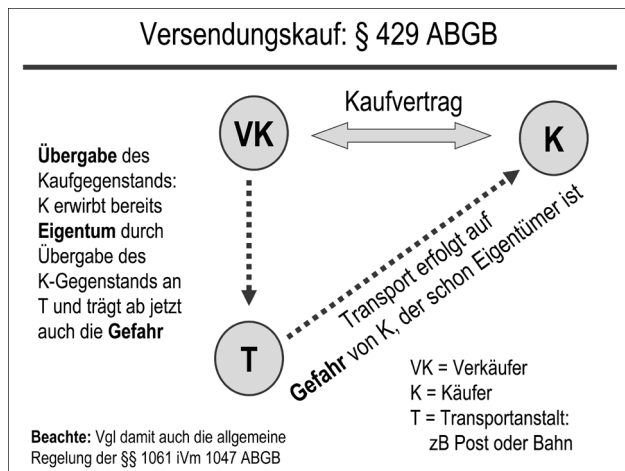 Versendungskauf: § 429 ABGB
Kaufvertrag
VK
K
Übergabe des
Kaufgegenstands:
K erwirbt bereits
Eigentum durch
Übergabe des
K-Gegenstands an
T und trägt ab jetzt
auch die Gefahr
Transport erfolgt auf
Gefahr von K, der schon Eigentümer ist
T
VK = Verkäufer
K = Käufer
T = Transportanstalt:
zB Post oder Bahn
Beachte: Vgl damit auch die allgemeine
Regelung der §§ 1061 iVm 1047 ABGB